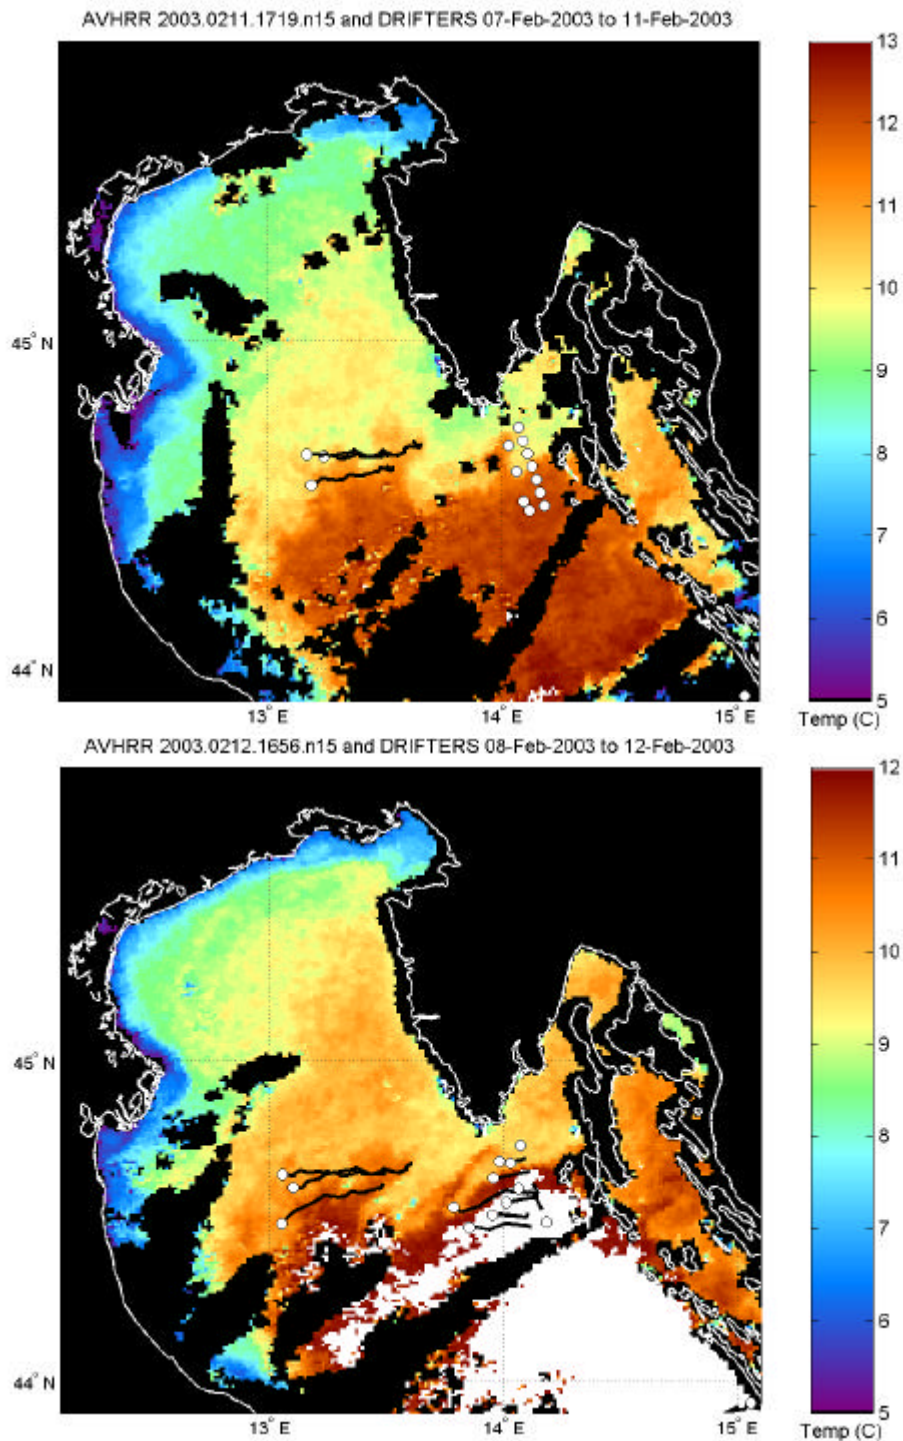 AVHRR 2003.0211.1719.n15 and DRIFTERS 07-Feb-2003 to 11-Feb-2003
13
12
11
10
9
8
7
6
5
45° N
44° N
13° E
14° E
15° E
Temp (C)
AVHRR 2003.0212.1656.n15 and DRIFTERS 08-Feb-2003 to 12-Feb-2003
12
11
10
9
8
7
6
5
45° N
44° N
13° E
14° E
15° E
Temp (C)